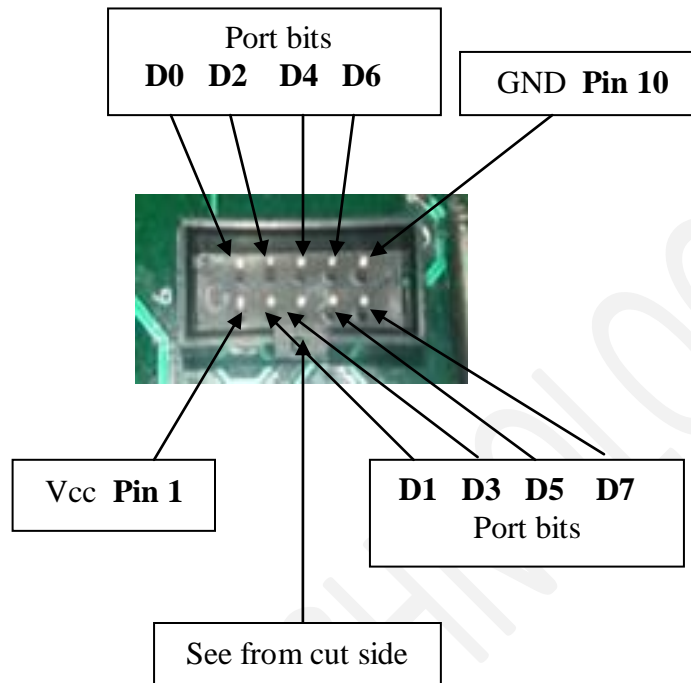 Port bits
D0 D2 D4 D6
GND Pin 10
Vcc Pin 1
D1 D3 D5 D7
Port bits
See from cut side